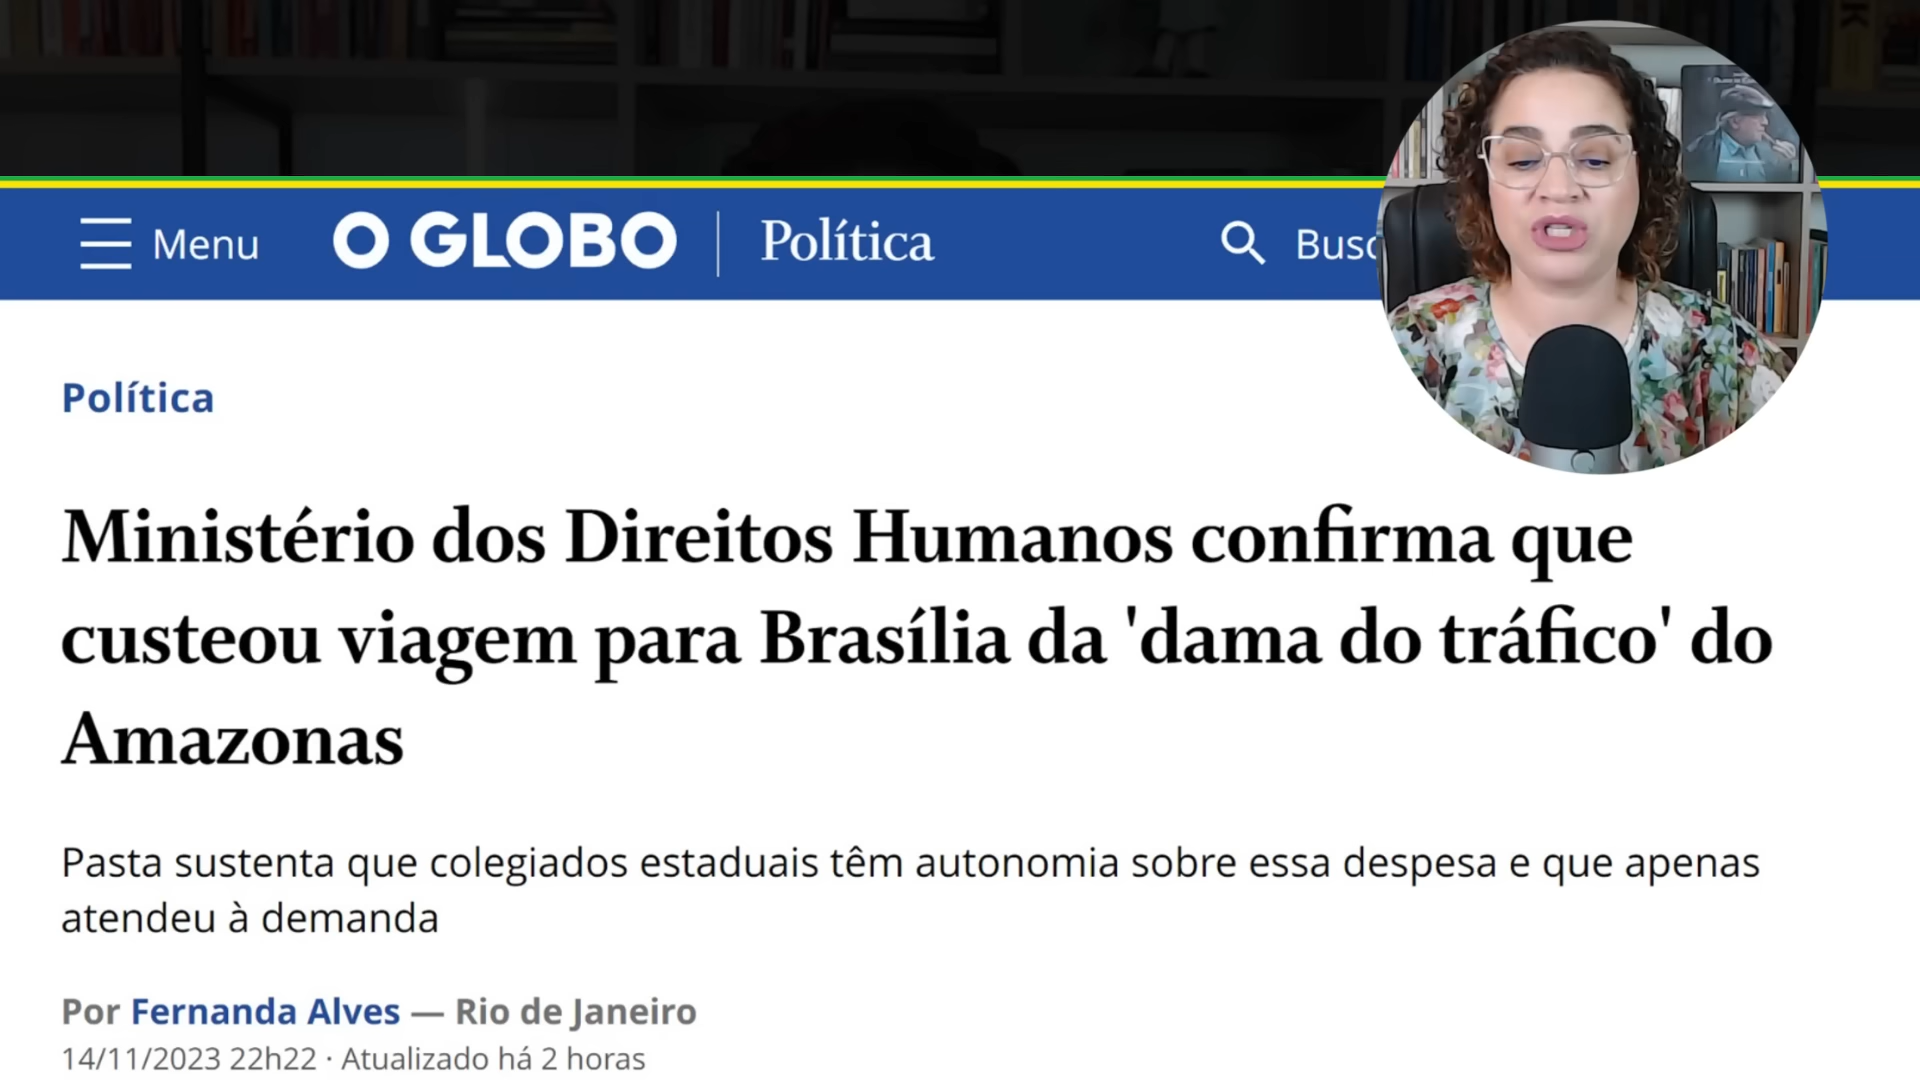 Menu
O GLOBO
Política
Busc
Política
Ministério dos Direitos Humanos confirma que
custeou viagem para Brasília da 'dama do tráfico' do
Amazonas
Pasta sustenta que colegiados estaduais têm autonomia sobre essa despesa e que apenas
atendeu à demanda
Por Fernanda Alves — Rio de Janeiro
14/11/2023 22h22 · Atualizado há 2 horas